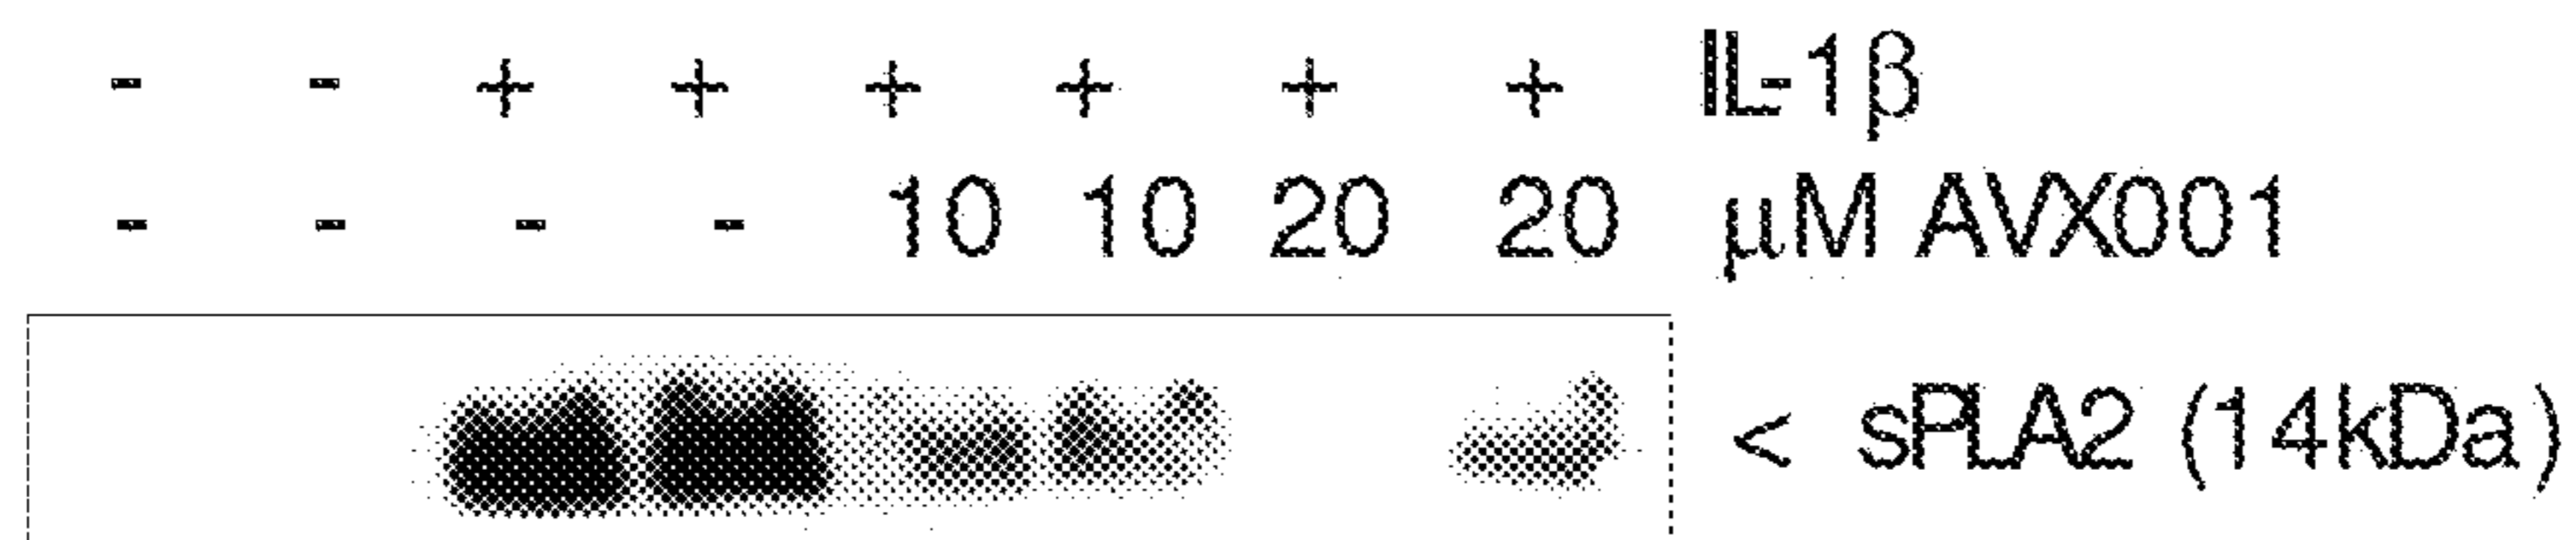 - - + + + + + + IL-1β
- - - - 10 10 20 20 μM AVX001
< sPLA2 (14kDa)